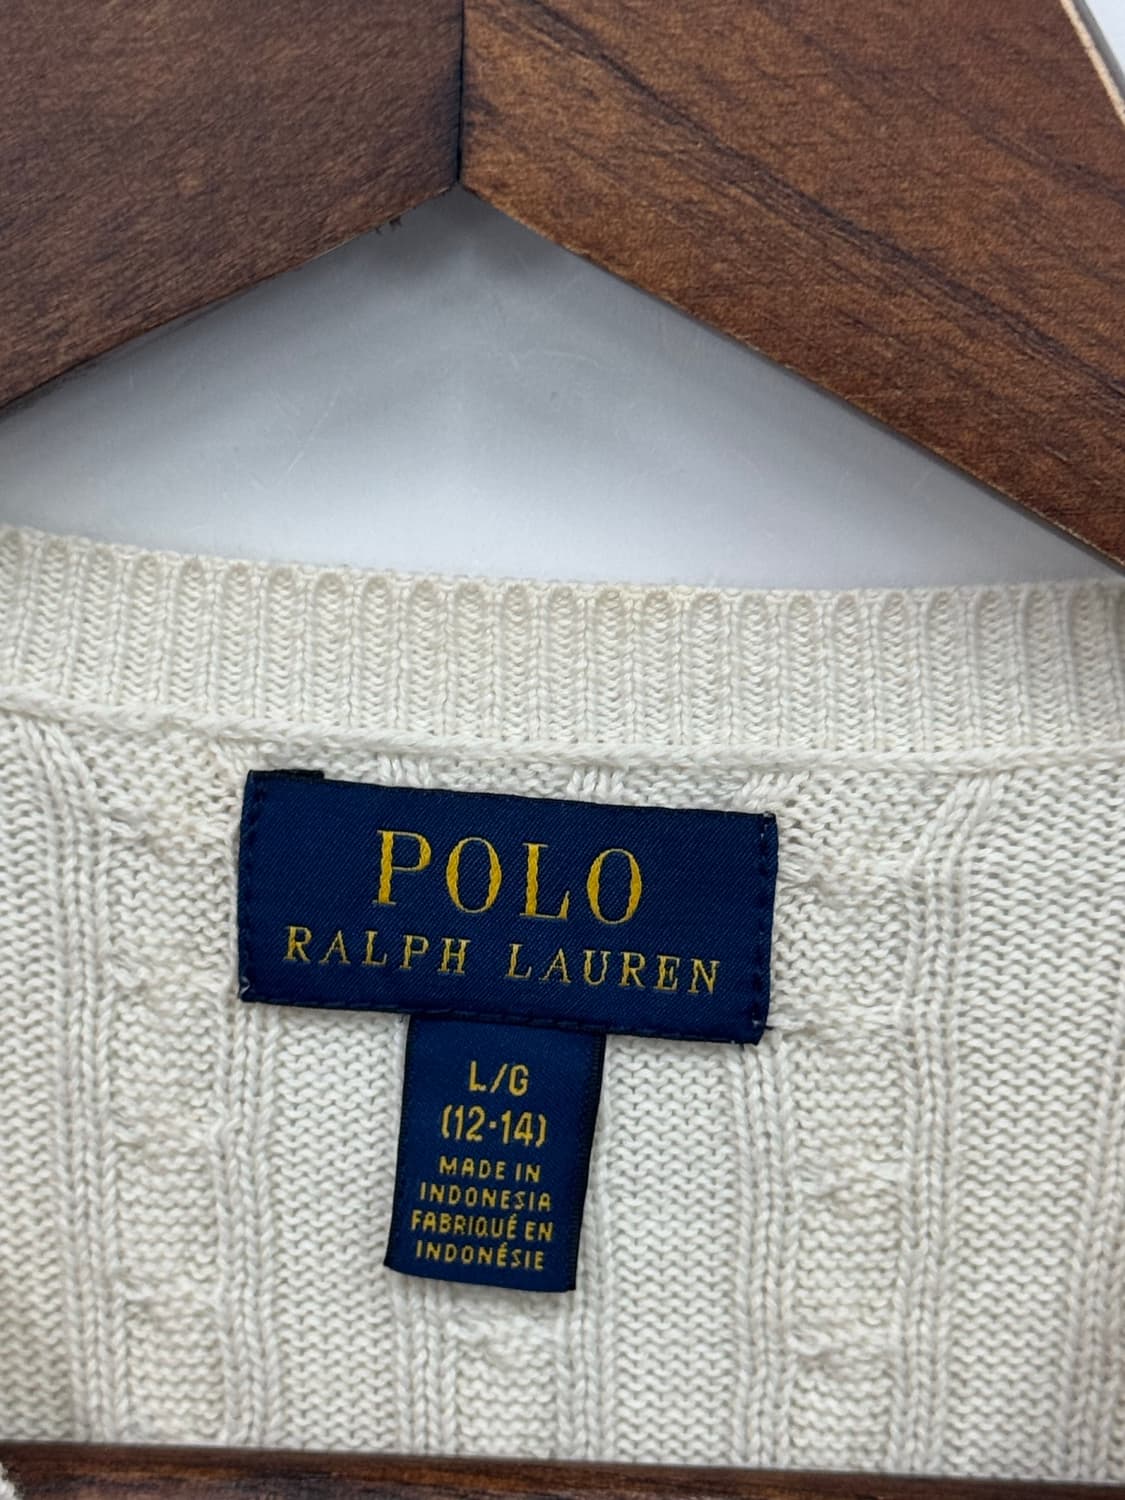 POLO
RALPH LAUREN
L/G
(12-14)
MADE IN
INDONESIA
FABRIQUÉ EN
INDONÉSIE